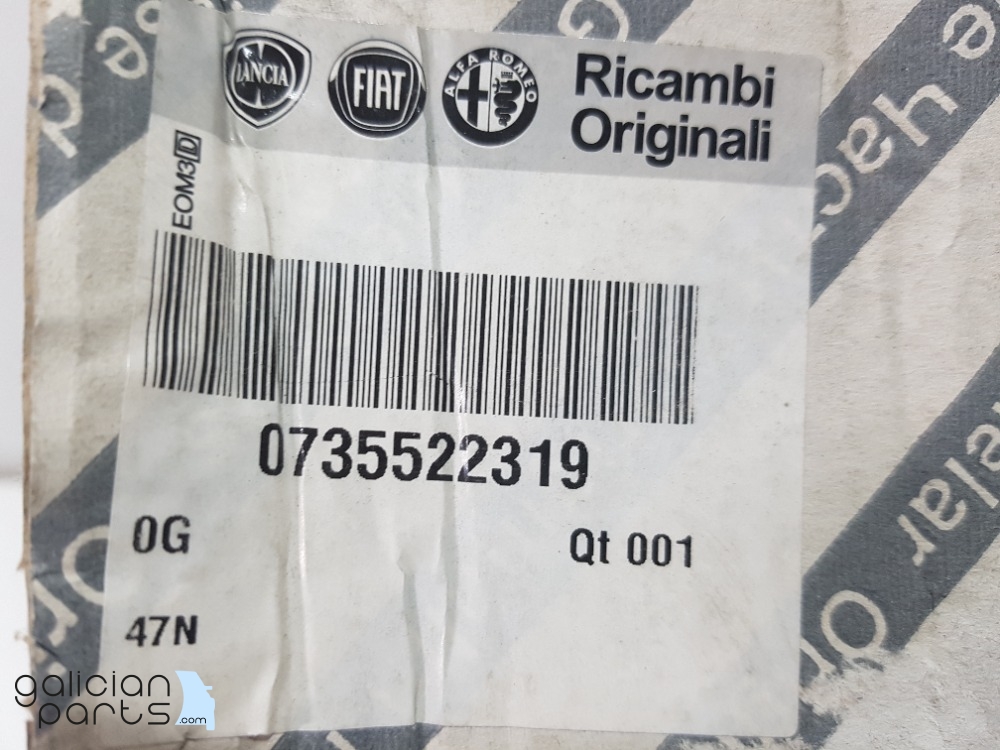 LANCIA
FIAT
ALFA ROMEO
Ricambi
Originali
EOM3D
0735522319
0G
Qt 001
47N
galician
parts.com